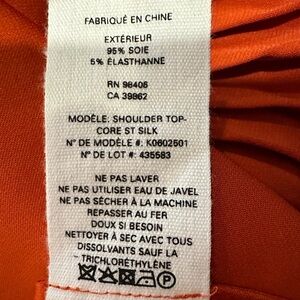 FABRIQUÉ EN CHINE
EXTÉRIEUR
95% SOIE
5% ÉLASTHANNE
RN 98406
CA 39862
MODÈLE: SHOULDER TOP-
CORE ST SILK
N° DE MODÈLE #: K0602501
N° DE LOT #: 435583
NE PAS LAVER
NE PAS UTILISER EAU DE JAVEL
NE PAS SÉCHER À LA MACHINE
REPASSER AU FER
DOUX SI BESOIN
NETTOYER À SEC AVEC TOUS
DISSOLVANTS SAUF LA
TRICHLORÉTHYLÈNE